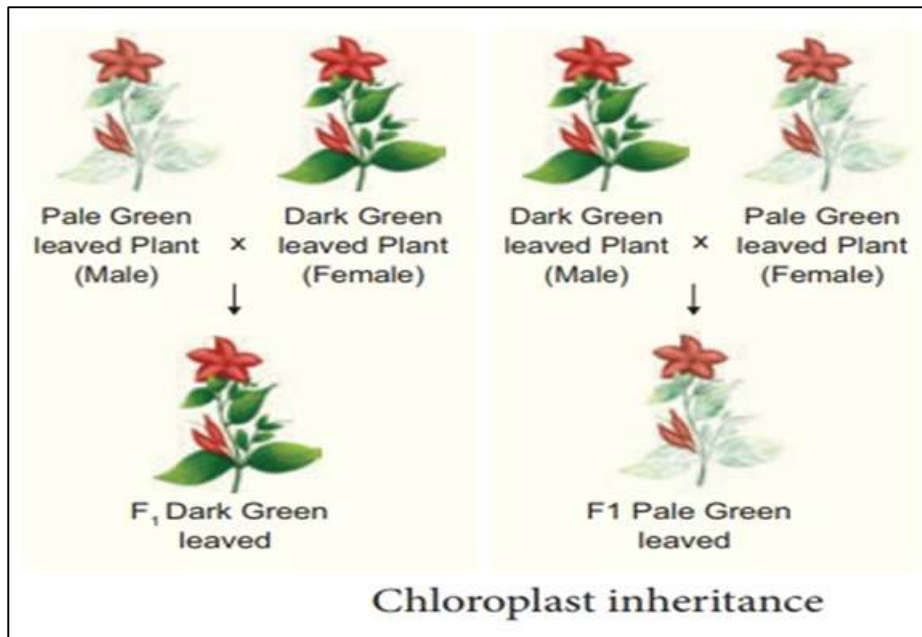 Pale Green
leaved Plant
(Male)
x
Dark Green
leaved Plant
(Female)
F₁ Dark Green
leaved
Dark Green
leaved Plant
(Male)
x
Pale Green
leaved Plant
(Female)
F1 Pale Green
leaved
Chloroplast inheritance